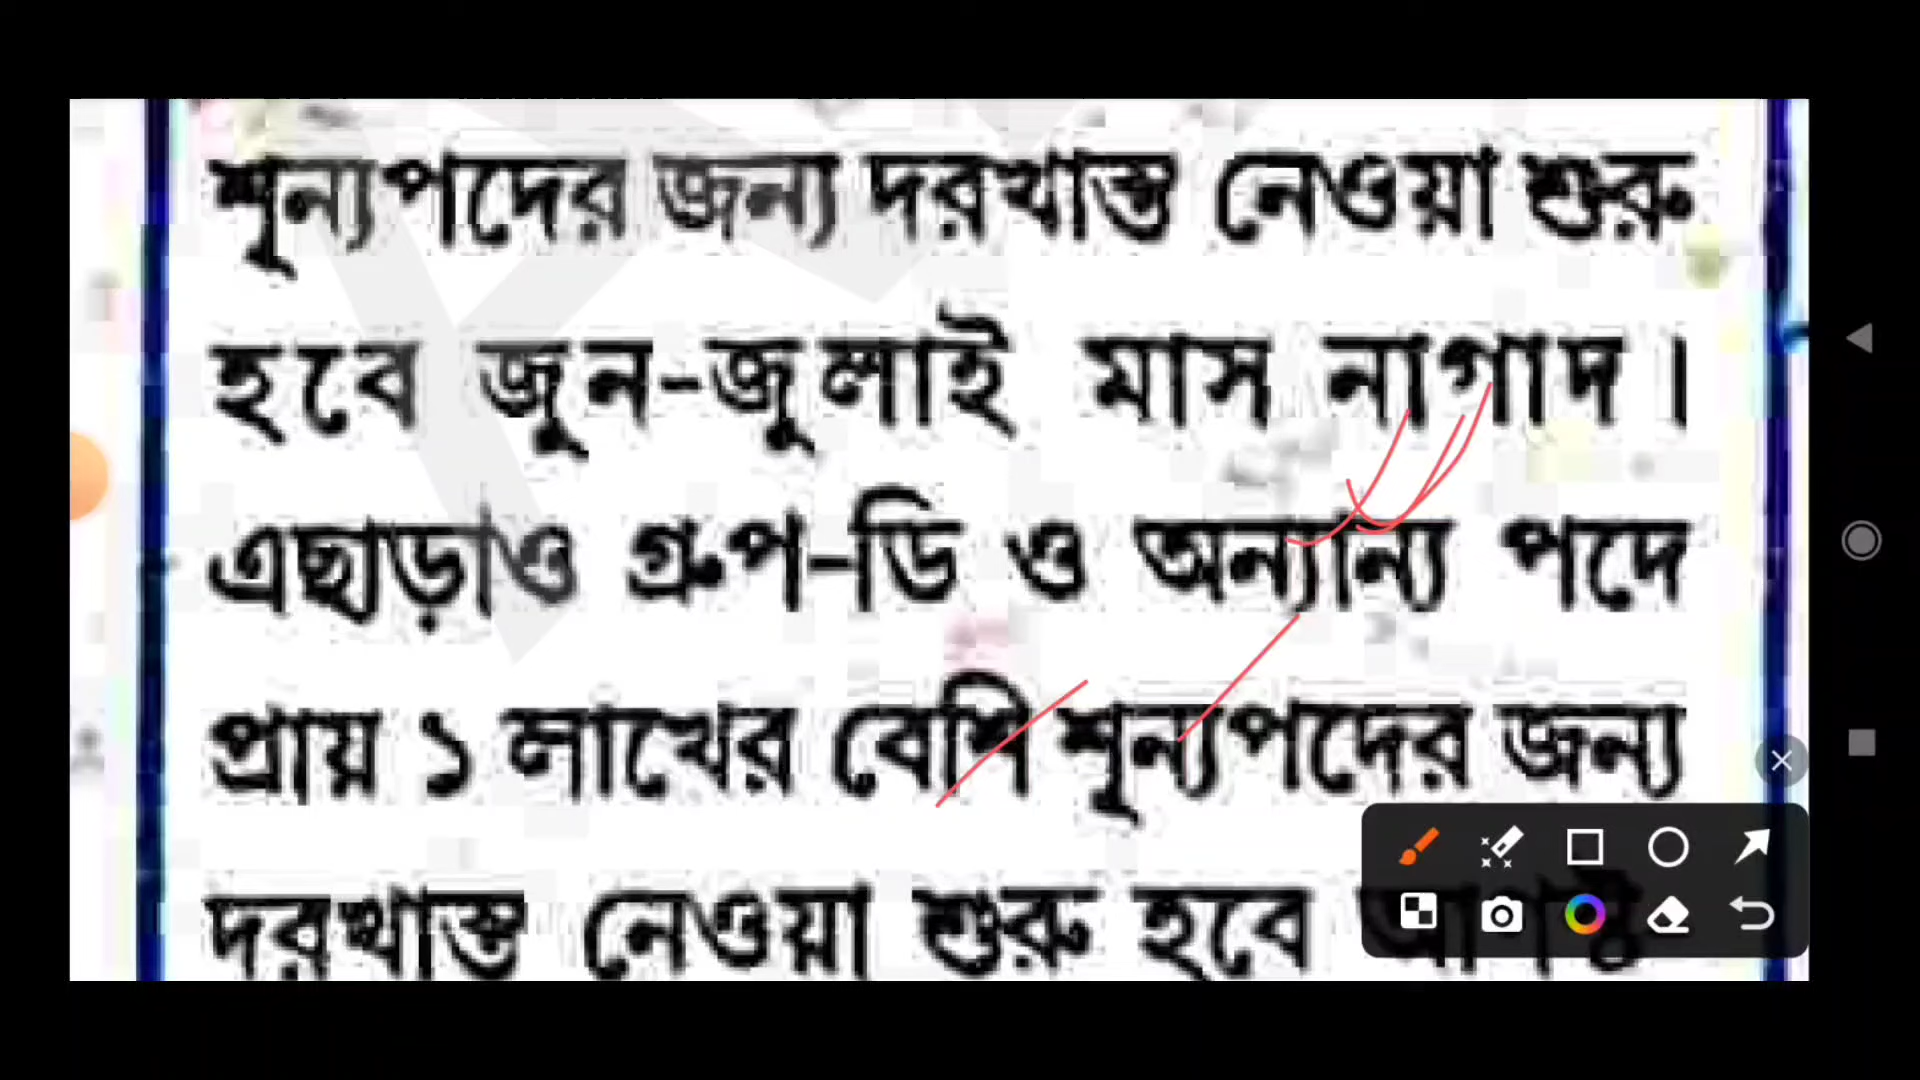 শূন্যপদের জন্য দরখাস্ত নেওয়া শুরু
হবে জুন-জুলাই মাস নাগাদ।
এছাড়াও গ্রুপ-ডি ও অন্যান্য পদে
প্রায় ১ লাখের বেশি শূন্যপদের জন্য
দরখাস্ত নেওয়া শুরু হবে